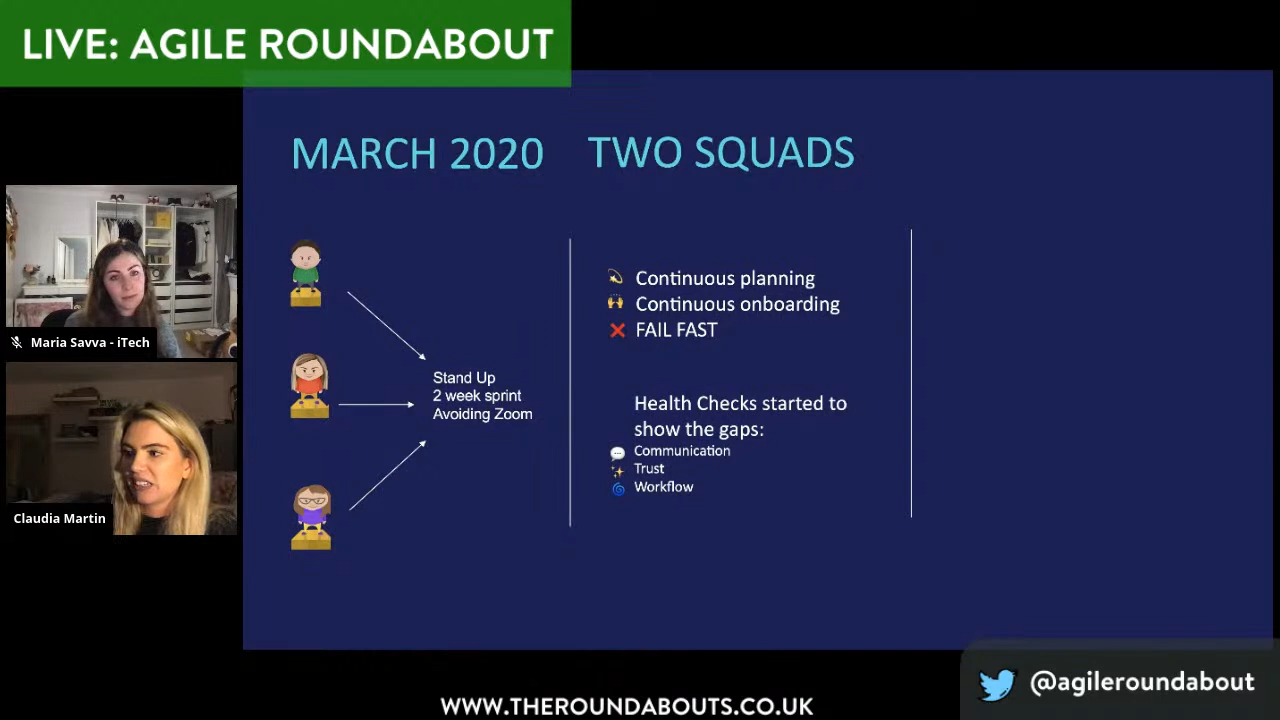 LIVE: AGILE ROUNDABOUT
MARCH 2020
TWO SQUADS
Stand Up
2 week sprint
Avoiding Zoom
Continuous planning
Continuous onboarding
FAIL FAST
Health Checks started to
show the gaps:
Communication
Trust
Workflow
Maria Savva - iTech
Claudia Martin
WWW.THEROUNDABOUTS.CO.UK
@agileroundabout